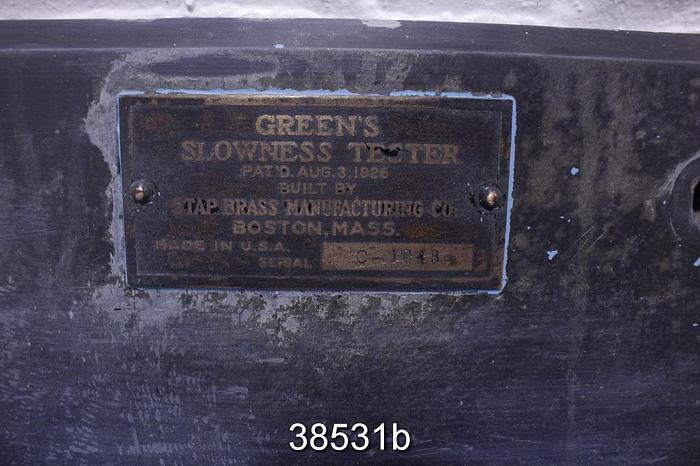 GREEN'S
SLOWNESS TESTER
PAT'D. AUG. 3, 1926
BUILT BY
STAR BRASS MANUFACTURING CO.
BOSTON, MASS.
MADE IN U.S.A.
SERIAL C-1048
38531b